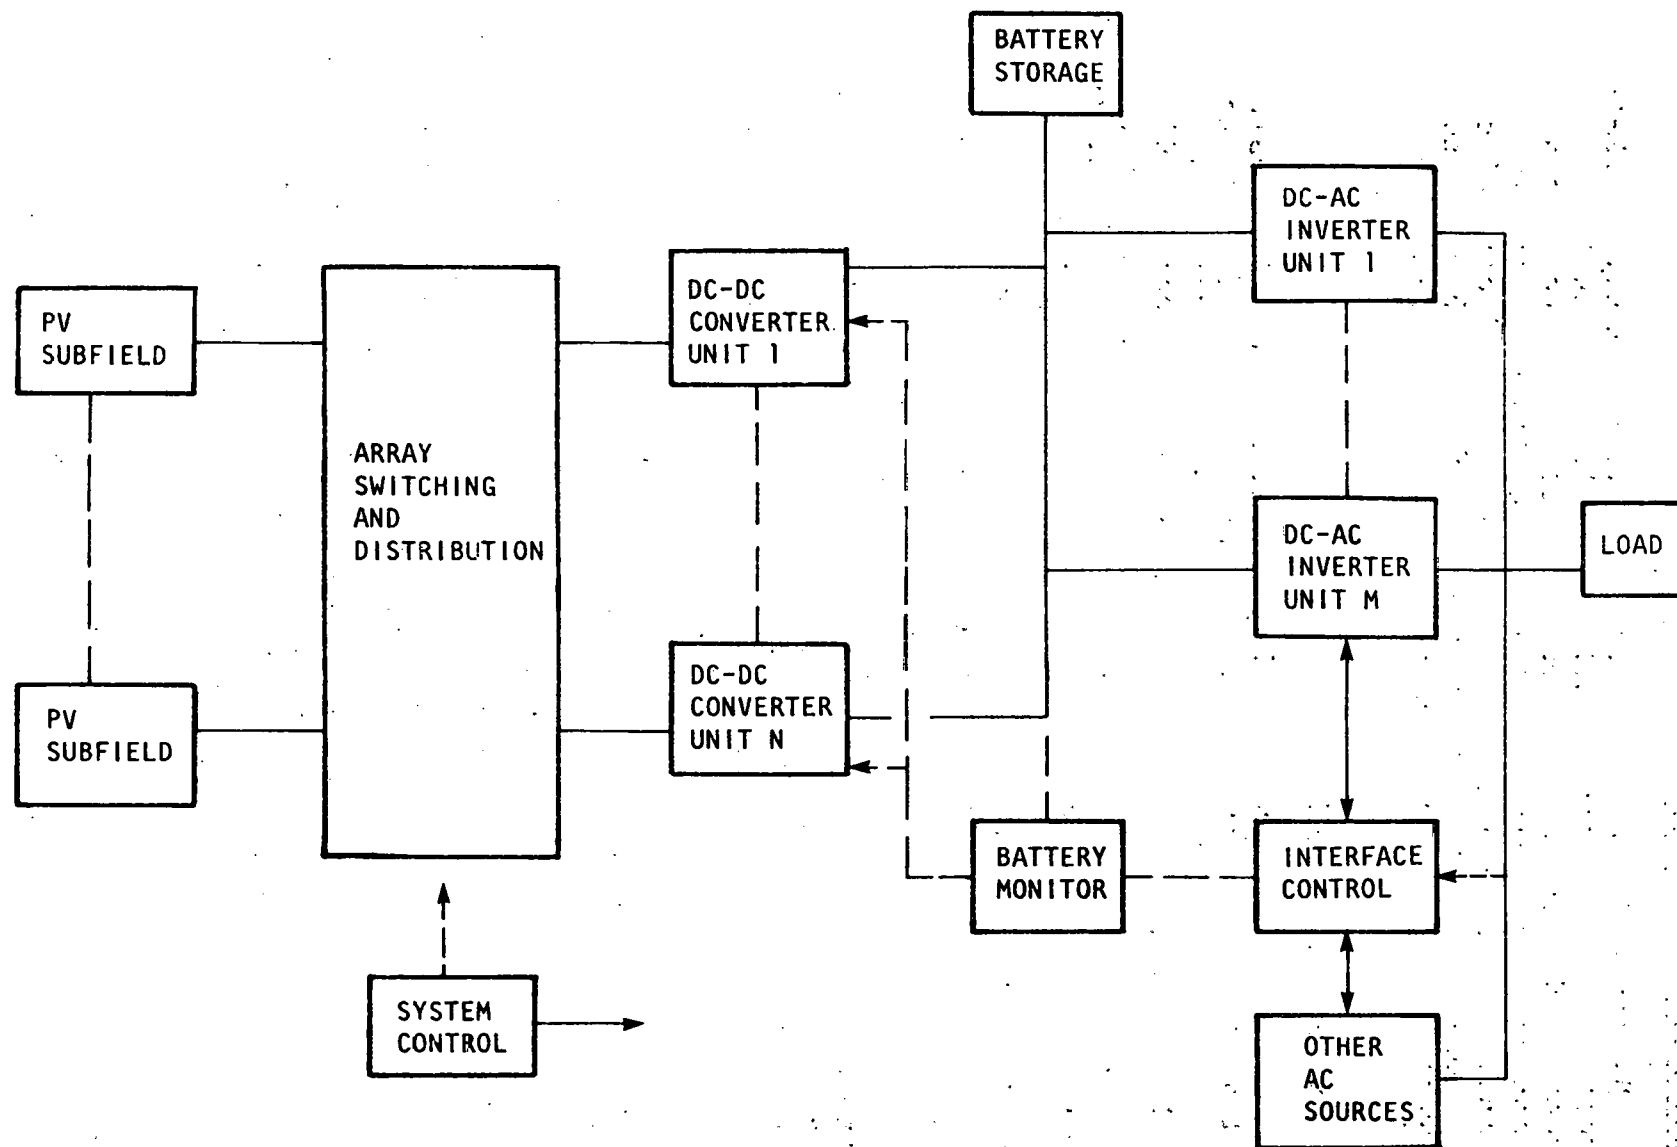 BATTERY
STORAGE
DC-AC
INVERTER
UNIT 1
DC-DC
CONVERTER
UNIT 1
PV
SUBFIELD
ARRAY
SWITCHING
AND
DISTRIBUTION
DC-AC
INVERTER
UNIT M
LOAD
DC-DC
CONVERTER
UNIT N
PV
SUBFIELD
BATTERY
MONITOR
INTERFACE
CONTROL
SYSTEM
CONTROL
OTHER
AC
SOURCES